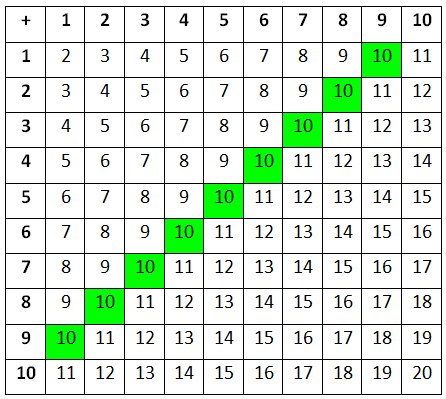 + 1 2 3 4 5 6 7 8 9 10
1 2 3 4 5 6 7 8 9 10 11
2 3 4 5 6 7 8 9 10 11 12
3 4 5 6 7 8 9 10 11 12 13
4 5 6 7 8 9 10 11 12 13 14
5 6 7 8 9 10 11 12 13 14 15
6 7 8 9 10 11 12 13 14 15 16
7 8 9 10 11 12 13 14 15 16 17
8 9 10 11 12 13 14 15 16 17 18
9 10 11 12 13 14 15 16 17 18 19
10 11 12 13 14 15 16 17 18 19 20